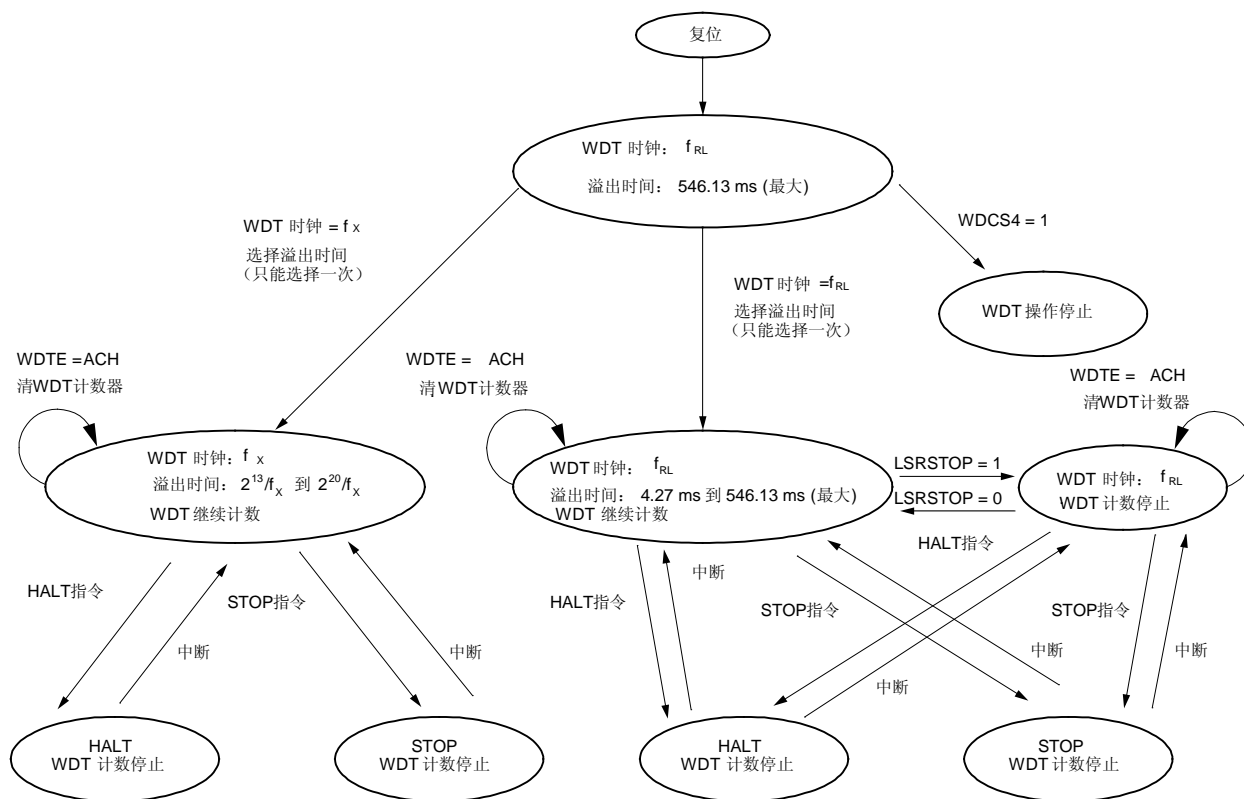 复位
WDT 时钟： fRL
溢出时间： 546.13 ms (最大)
WDT 时钟 = fX
选择溢出时间
（只能选择一次）
WDCS4 = 1
WDT 时钟 =fRL
选择溢出时间
（只能选择一次）
WDT 操作停止
WDTE =ACH
清WDT计数器
WDTE = ACH
清WDT计数器
WDTE = ACH
清WDT计数器
WDT 时钟：fX
溢出时间：2^13/fX 到 2^20/fX
WDT 继续计数
WDT 时钟： fRL
溢出时间： 4.27 ms 到 546.13 ms (最大)
WDT 继续计数
LSRSTOP = 1
LSRSTOP = 0
WDT 时钟：fRL
WDT 计数停止
HALT指令
STOP指令
中断
中断
HALT指令
中断
STOP指令
HALT指令
中断
中断
STOP指令
中断
HALT
WDT 计数停止
STOP
WDT 计数停止
HALT
WDT 计数停止
STOP
WDT 计数停止